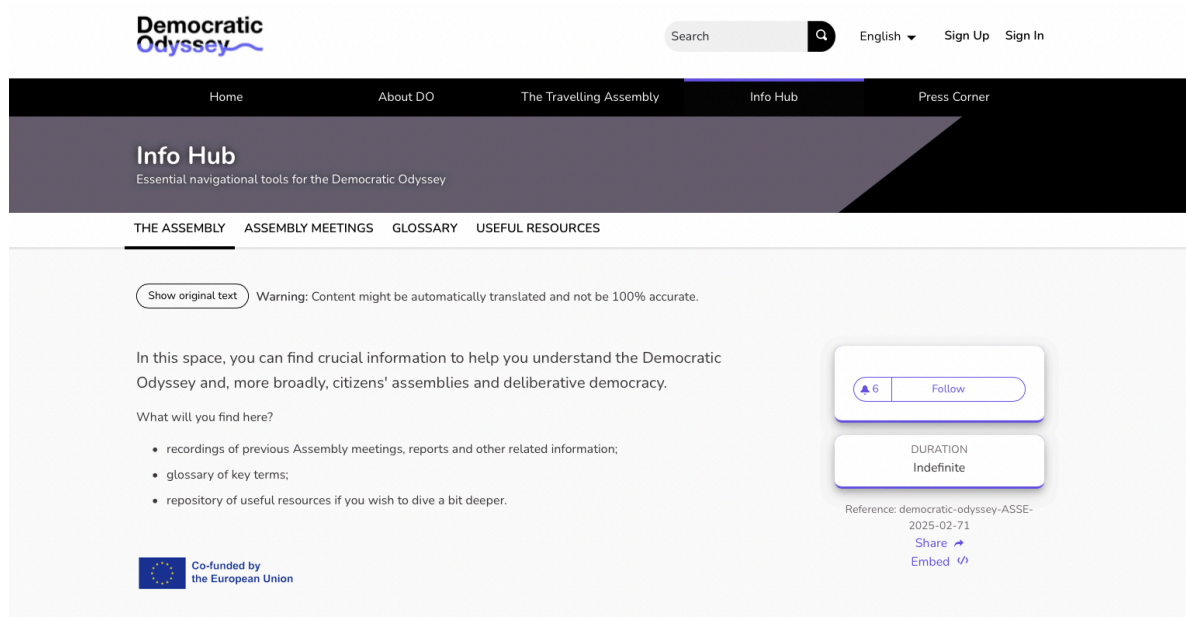 Democratic
Odyssey
Search
English
Sign Up
Sign In
Home
About DO
The Travelling Assembly
Info Hub
Press Corner
Info Hub
Essential navigational tools for the Democratic Odyssey
THE ASSEMBLY
ASSEMBLY MEETINGS
GLOSSARY
USEFUL RESOURCES
Show original text
Warning: Content might be automatically translated and not be 100% accurate.
In this space, you can find crucial information to help you understand the Democratic
Odyssey and, more broadly, citizens' assemblies and deliberative democracy.
What will you find here?
• recordings of previous Assembly meetings, reports and other related information;
• glossary of key terms;
• repository of useful resources if you wish to dive a bit deeper.
Co-funded by
the European Union
6
Follow
DURATION
Indefinite
Reference: democratic-odyssey-ASSE-
2025-02-71
Share
Embed